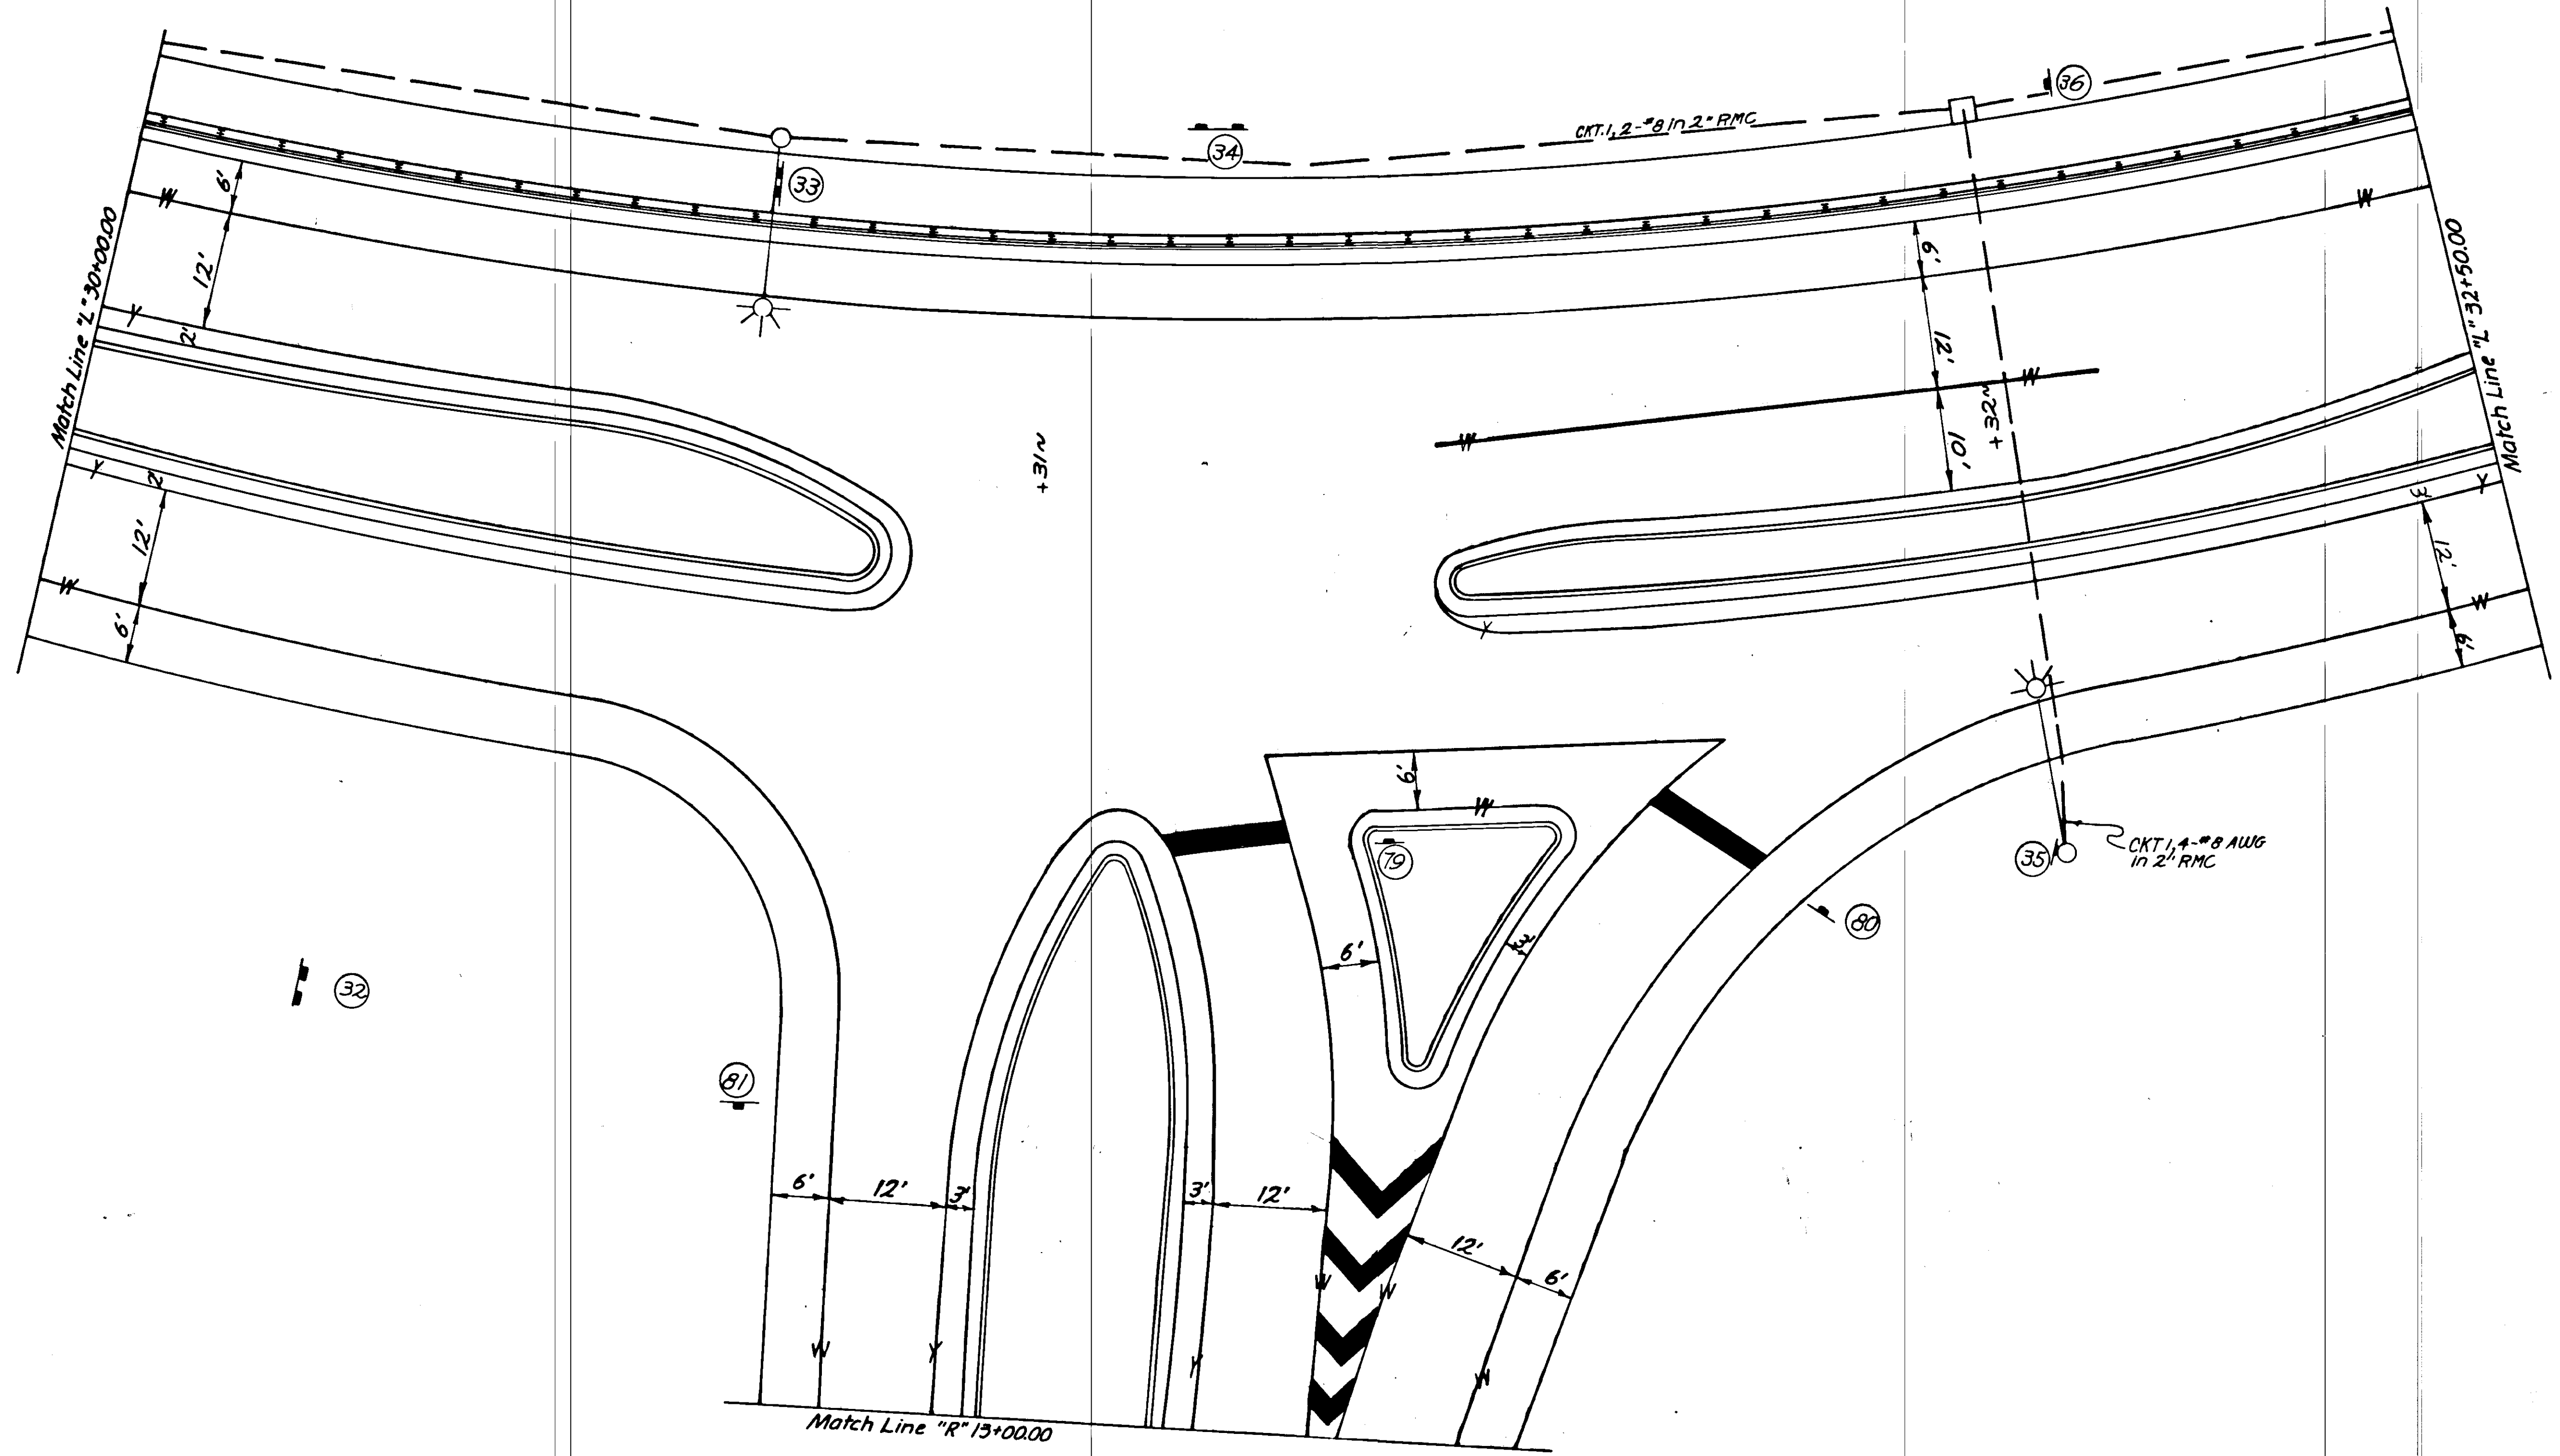 36
CKT. 1, 2-#8 in 2" RMC
34
33
6'
W
W
12'
6'
Match Line "L" 30+00.00
Match Line "L" 32+50.00
Y
2'
12'
W
+32~
W
10'
+31~
Y
2'
3'
Y
12'
12'
W
W
6'
6'
Y
6'
W
79
35
CKT 1, 4-#8 AWG
in 2" RMC
80
3'
6'
32
81
6'
12'
3'
3'
12'
12'
6'
W
W
W
Y
Y
W
Match Line "R" 13+00.00